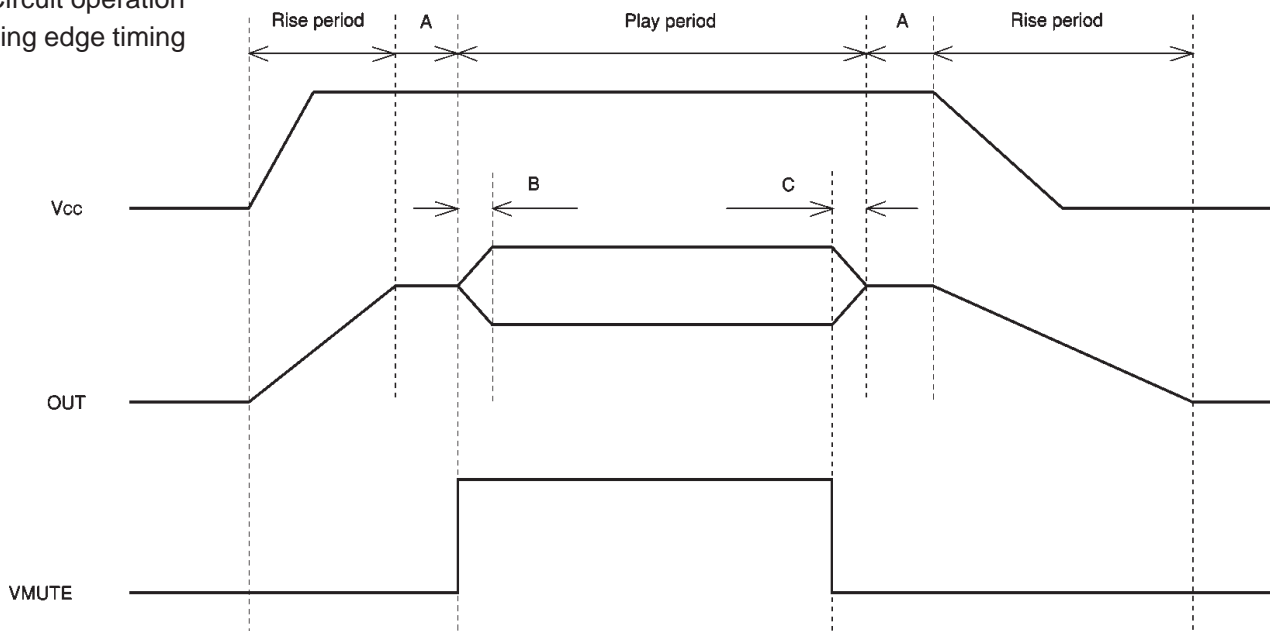 Circuit operation
ing edge timing
Rise period
A
Play period
A
Rise period
B
C
Vcc
OUT
VMUTE